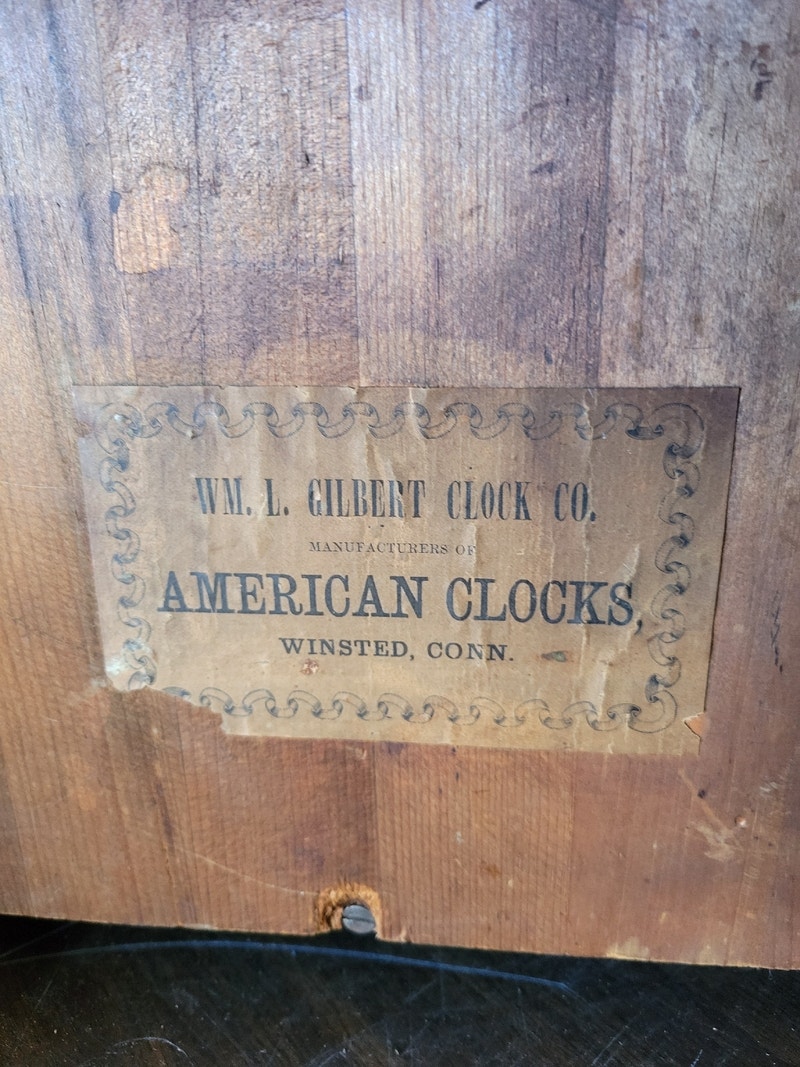 WM. L. GILBERT CLOCK CO.
MANUFACTURERS OF
AMERICAN CLOCKS,
WINSTED, CONN.